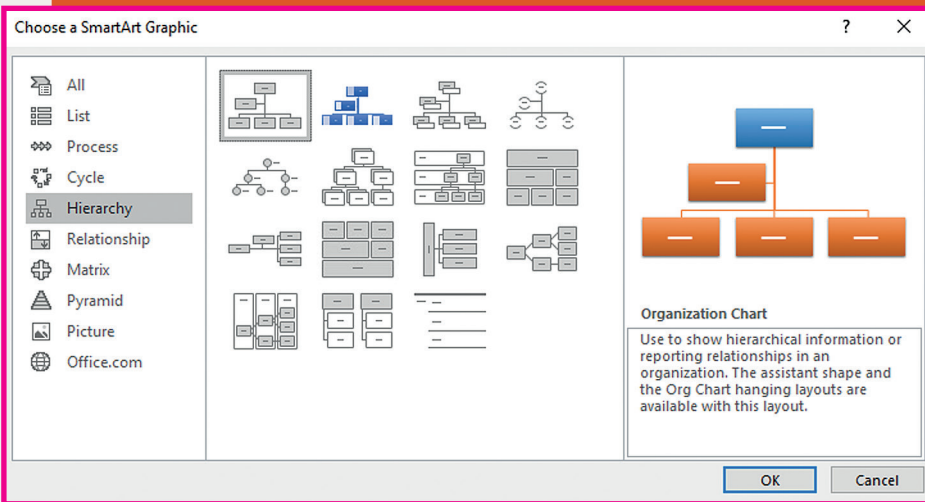 Choose a SmartArt Graphic
?
All
List
Process
Cycle
Hierarchy
Relationship
Matrix
Pyramid
Picture
Office.com
Organization Chart
Use to show hierarchical information or
reporting relationships in an
organization. The assistant shape and
the Org Chart hanging layouts are
available with this layout.
OK
Cancel